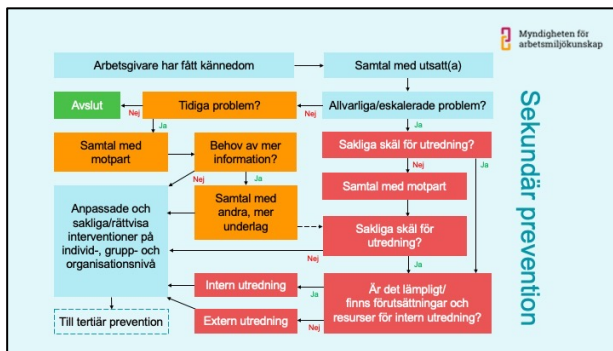 Myndigheten för
arbetsmiljökunskap
Arbetsgivare har fått kännedom
Samtal med utsatt(a)
Avslut
Nej
Tidiga problem?
Nej
Allvarliga/eskalerade problem?
Ja
Ja
Samtal med
motpart
Behov av mer
information?
Sakliga skäl för utredning?
Nej
Ja
Nej
Ja
Samtal med motpart
Anpassade och
sakliga/rättvisa
interventioner på
individ-, grupp- och
organisationsnivå
Samtal med
andra, mer
underlag
Sakliga skäl för
utredning?
Nej
Ja
Intern utredning
Ja
Är det lämpligt/
finns förutsättningar och
resurser för intern utredning?
Till tertiär prevention
Extern utredning
Nej
Sekundär prevention